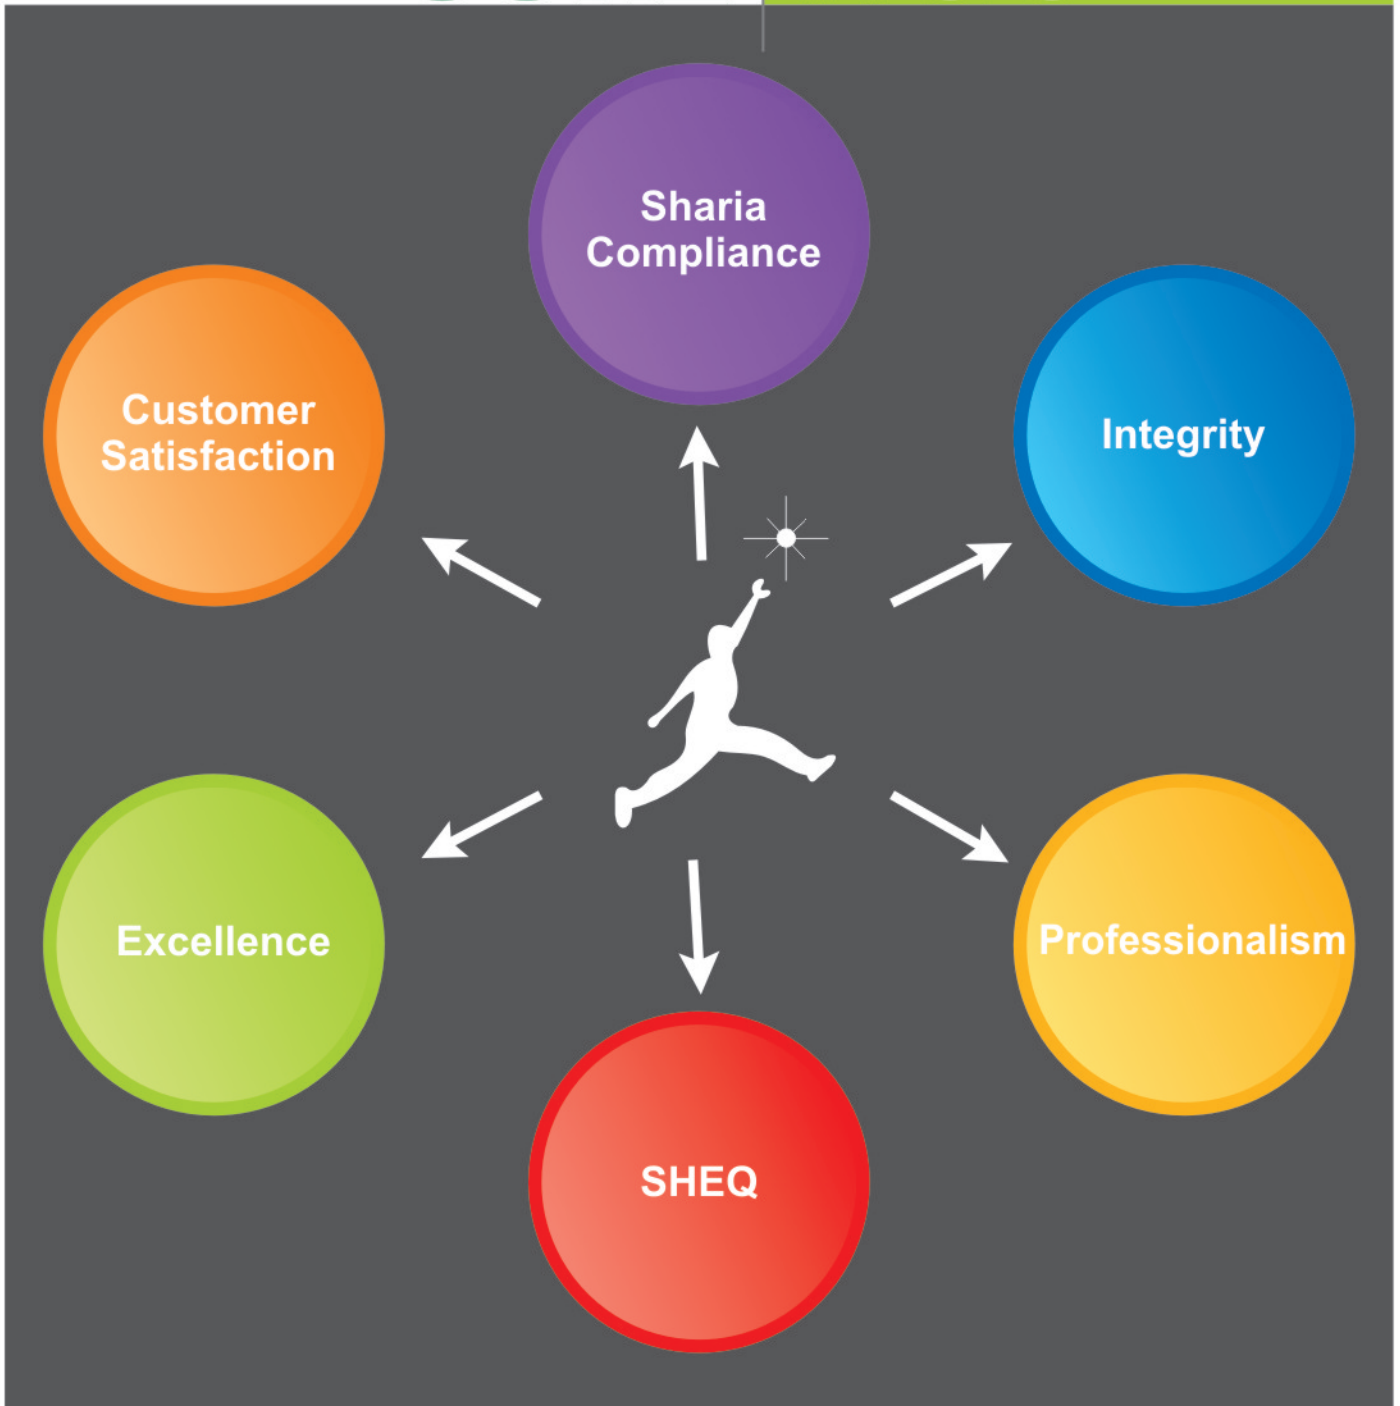 Sharia
Compliance
Customer
Satisfaction
Integrity
Excellence
Professionalism
SHEQ